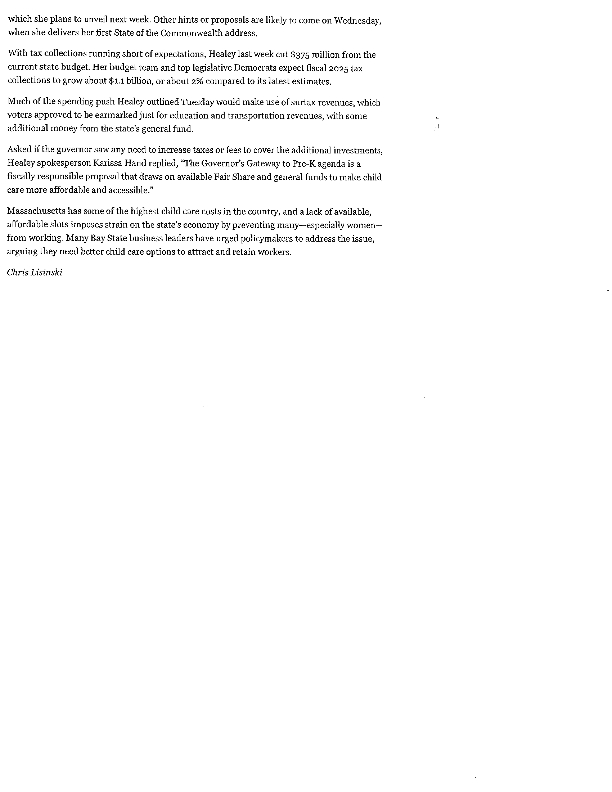 which she plans to unveil next week. Other hints or proposals are likely to come on Wednesday,
when she delivers her first State of the Commonwealth address.
With tax collections running short of expectations, Healey last week cut $375 million from the
current state budget. Her budget team and top legislative Democrats expect fiscal 2025 tax
collections to grow about $1.1 billion, or about 2% compared to its latest estimates.
Much of the spending push Healey outlined Tuesday would make use of surtax revenues, which
voters approved to be earmarked just for education and transportation revenues, with some
additional money from the state's general fund.
Asked if the governor saw any need to increase taxes or fees to cover the additional investments,
Healey spokesperson Karissa Hand replied, "The Governor's Gateway to Pre-K agenda is a
fiscally responsible proposal that draws on available Fair Share and general funds to make child
care more affordable and accessible."
Massachusetts has some of the highest child care costs in the country, and a lack of available,
affordable slots imposes strain on the state's economy by preventing many—especially women—
from working. Many Bay State business leaders have urged policymakers to address the issue,
arguing they need better child care options to attract and retain workers.
Chris Lisinski